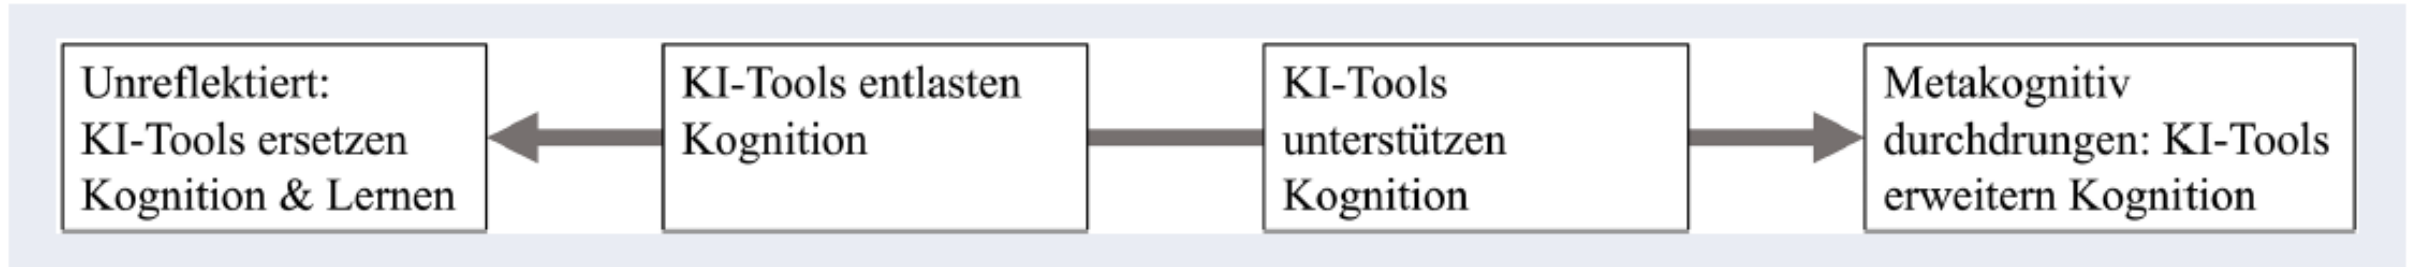 Unreflektiert:
KI-Tools ersetzen
Kognition & Lernen
KI-Tools entlasten
Kognition
KI-Tools
unterstützen
Kognition
Metakognitiv
durchdrungen: KI-Tools
erweitern Kognition